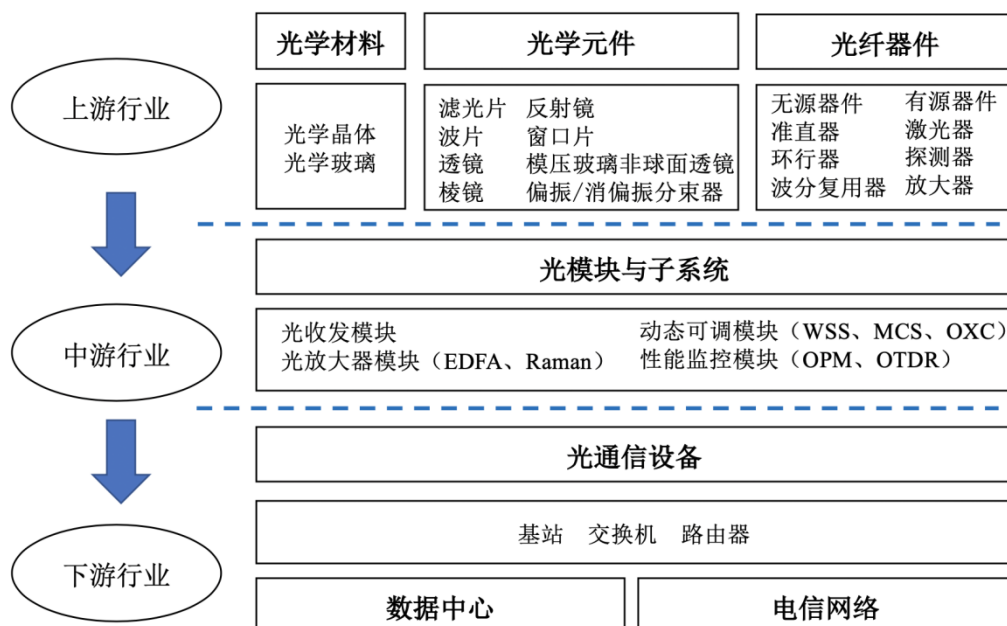 光学材料
光学元件
光纤器件
上游行业
光学晶体
光学玻璃
滤光片 反射镜
波片 窗口片
透镜 模压玻璃非球面透镜
棱镜 偏振/消偏振分束器
无源器件 有源器件
准直器 激光器
环行器 探测器
波分复用器 放大器
光模块与子系统
中游行业
光收发模块 动态可调模块（WSS、MCS、OXC）
光放大器模块（EDFA、Raman） 性能监控模块（OPM、OTDR）
光通信设备
下游行业
基站 交换机 路由器
数据中心 电信网络